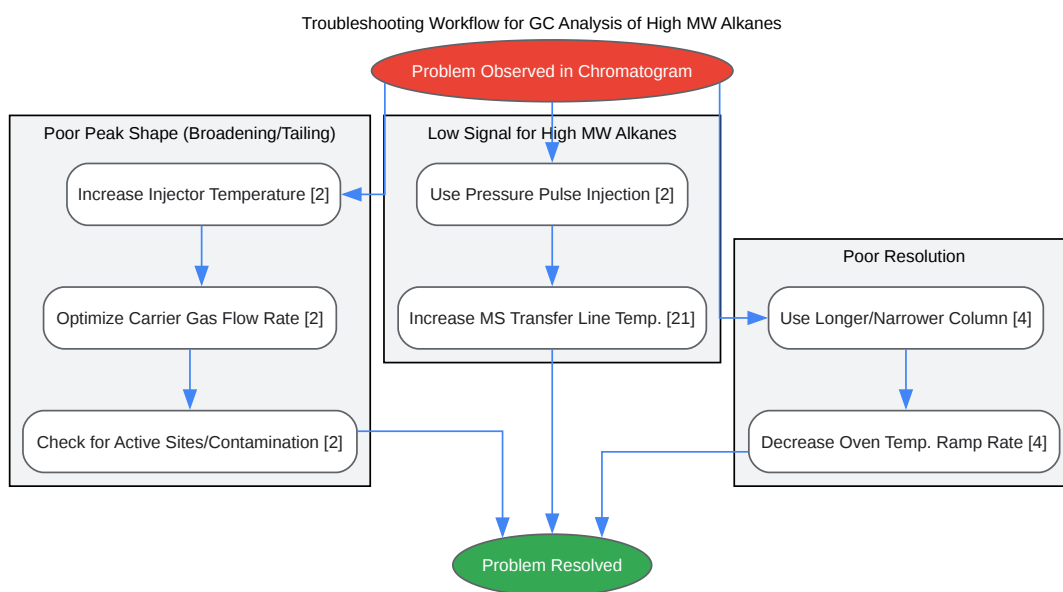 Troubleshooting Workflow for GC Analysis of High MW Alkanes
Problem Observed in Chromatogram
Poor Peak Shape (Broadening/Tailing)
Increase Injector Temperature [2]
Optimize Carrier Gas Flow Rate [2]
Check for Active Sites/Contamination [2]
Low Signal for High MW Alkanes
Use Pressure Pulse Injection [2]
Increase MS Transfer Line Temp. [21]
Poor Resolution
Use Longer/Narrower Column [4]
Decrease Oven Temp. Ramp Rate [4]
Problem Resolved